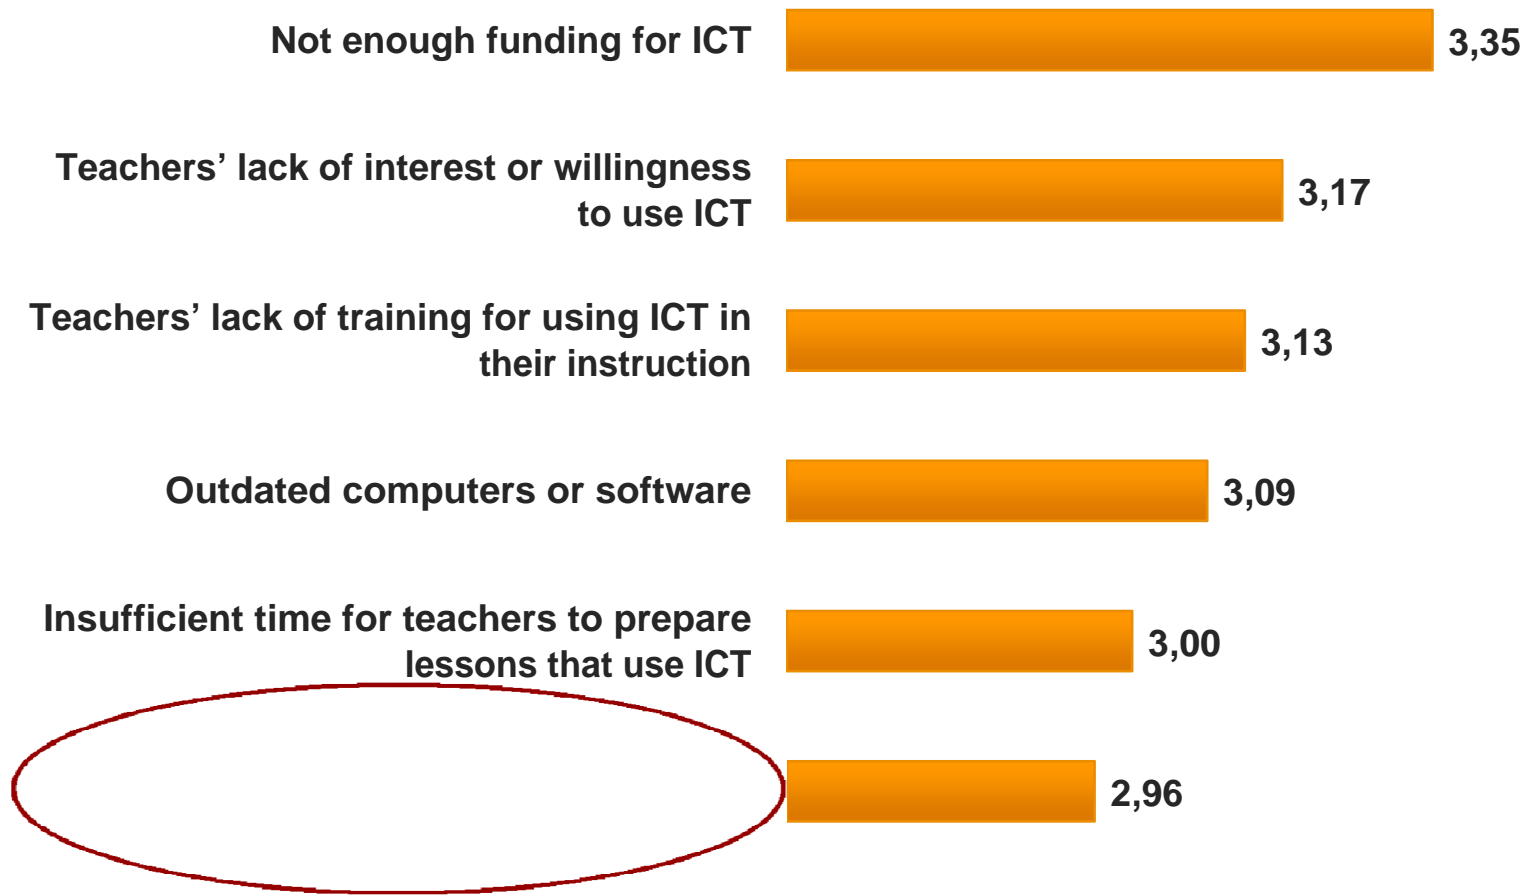 Not enough funding for ICT
3,35
Teachers’ lack of interest or willingness
to use ICT
3,17
Teachers’ lack of training for using ICT in
their instruction
3,13
Outdated computers or software
3,09
Insufficient time for teachers to prepare
lessons that use ICT
3,00
2,96